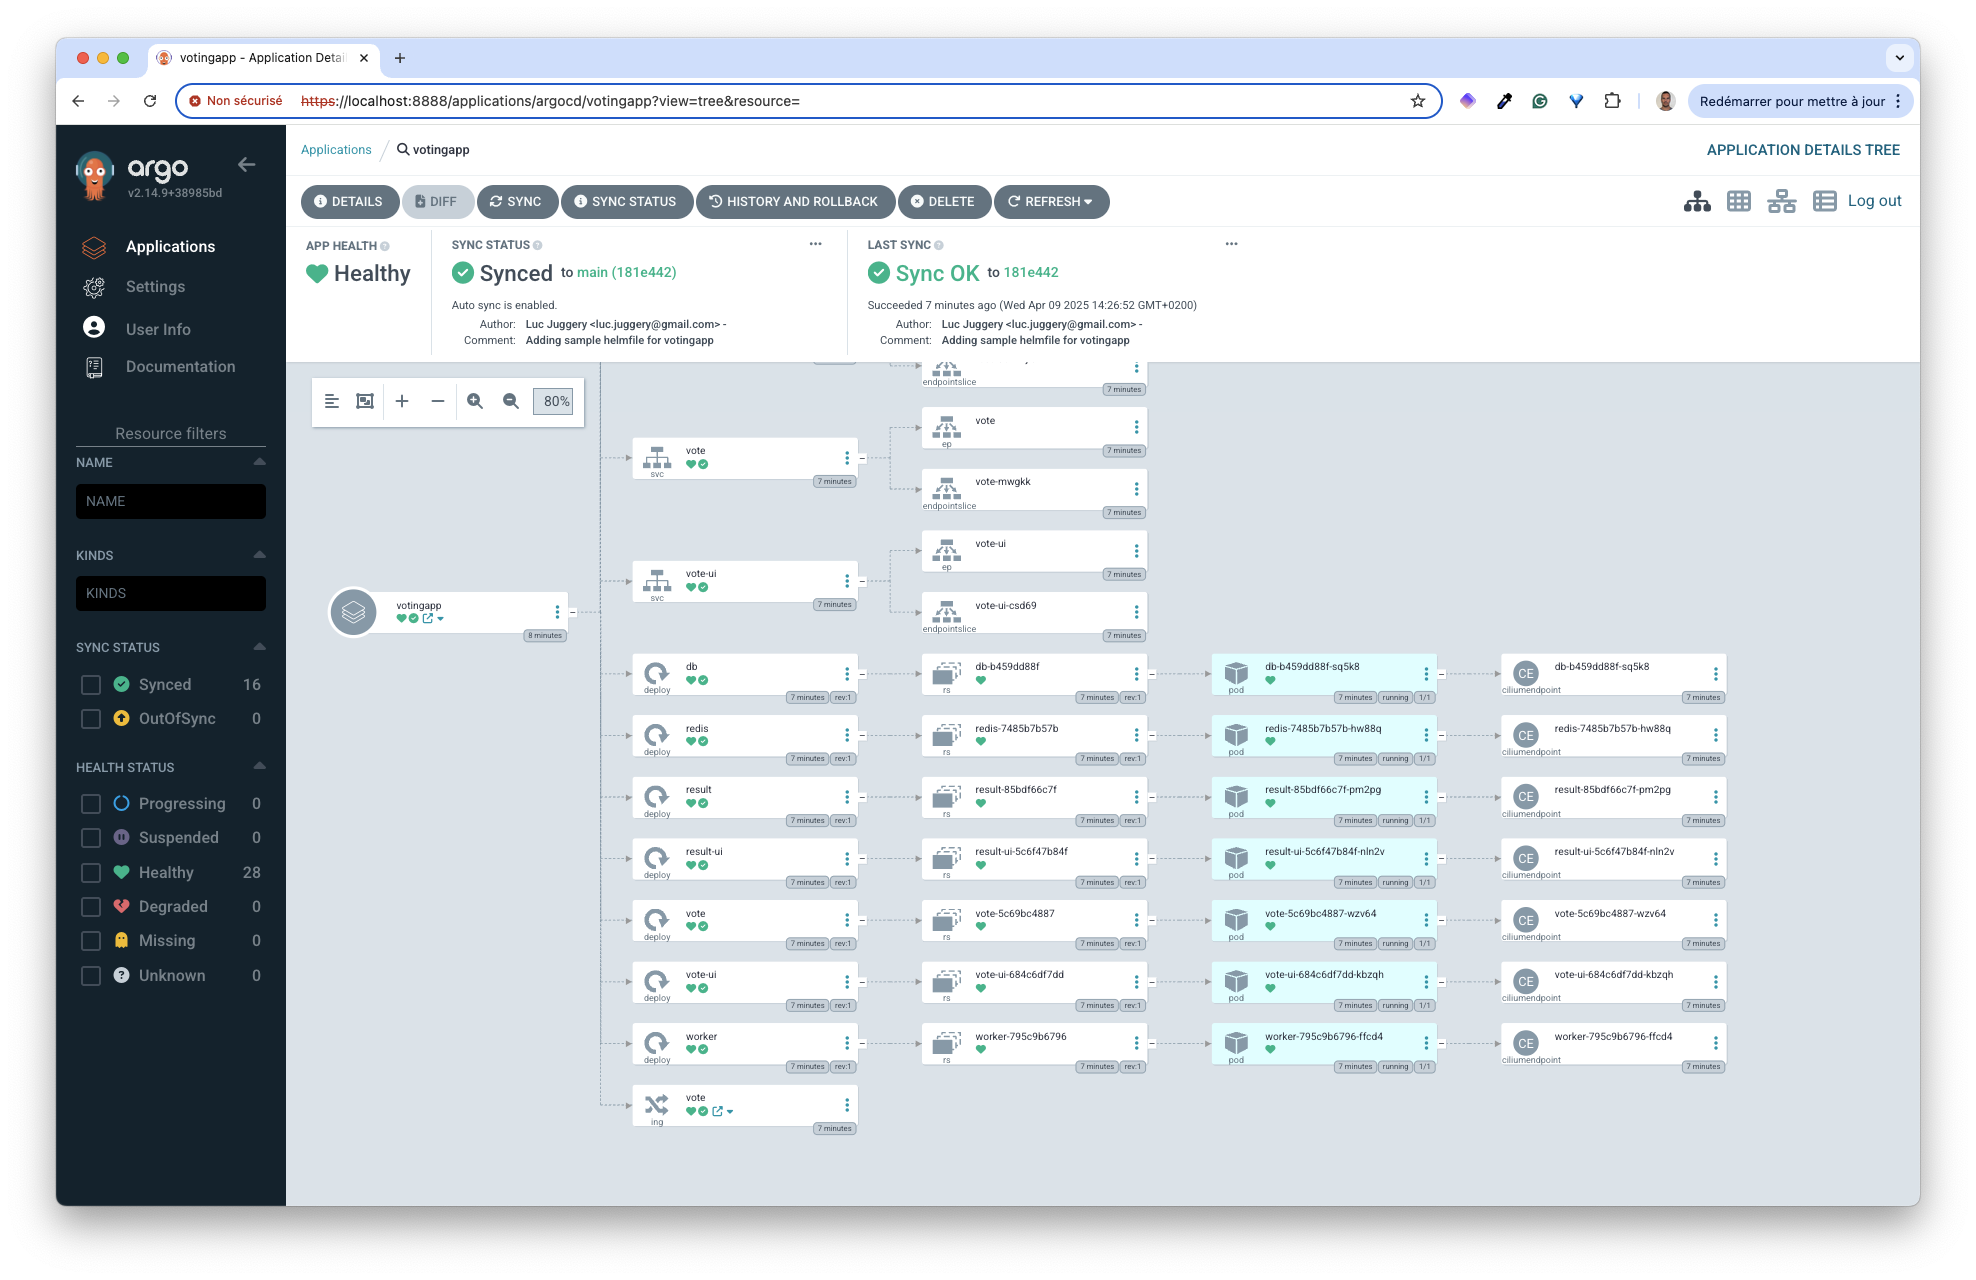 votingapp - Application Detai
Non sécurisé
https://localhost:8888/applications/argocd/votingapp?view=tree&resource=
Redémarrer pour mettre à jour
argo
v2.14.9+38985bd
Applications
Settings
User Info
Documentation
Resource filters
NAME
NAME
KINDS
KINDS
SYNC STATUS
Synced 16
OutOfSync 0
HEALTH STATUS
Progressing 0
Suspended 0
Healthy 28
Degraded 0
Missing 0
Unknown 0
Applications / votingapp
APPLICATION DETAILS TREE
DETAILS DIFF SYNC SYNC STATUS HISTORY AND ROLLBACK DELETE REFRESH
Log out
APP HEALTH
Healthy
SYNC STATUS
Synced to main (181e442)
Auto sync is enabled.
Author: Luc Juggery <luc.juggery@gmail.com> -
Comment: Adding sample helmfile for votingapp
LAST SYNC
Sync OK to 181e442
Succeeded 7 minutes ago (Wed Apr 09 2025 14:26:52 GMT+0200)
Author: Luc Juggery <luc.juggery@gmail.com> -
Comment: Adding sample helmfile for votingapp
80%
endpointslice
7 minutes
vote
ep
7 minutes
vote
svc
7 minutes
vote-mwgkk
endpointslice
7 minutes
vote-ui
ep
7 minutes
vote-ui
svc
7 minutes
vote-ui-csd69
endpointslice
7 minutes
votingapp
8 minutes
db
deploy
7 minutes rev:1
db-b459dd88f
rs
7 minutes rev:1
db-b459dd88f-sq5k8
pod
7 minutes running 1/1
CE
db-b459dd88f-sq5k8
ciliumendpoint
7 minutes
redis
deploy
7 minutes rev:1
redis-7485b7b57b
rs
7 minutes rev:1
redis-7485b7b57b-hw88q
pod
7 minutes running 1/1
CE
redis-7485b7b57b-hw88q
ciliumendpoint
7 minutes
result
deploy
7 minutes rev:1
result-85bdf66c7f
rs
7 minutes rev:1
result-85bdf66c7f-pm2pg
pod
7 minutes running 1/1
CE
result-85bdf66c7f-pm2pg
ciliumendpoint
7 minutes
result-ui
deploy
7 minutes rev:1
result-ui-5c6f47b84f
rs
7 minutes rev:1
result-ui-5c6f47b84f-nln2v
pod
7 minutes running 1/1
CE
result-ui-5c6f47b84f-nln2v
ciliumendpoint
7 minutes
vote
deploy
7 minutes rev:1
vote-5c69bc4887
rs
7 minutes rev:1
vote-5c69bc4887-wzv64
pod
7 minutes running 1/1
CE
vote-5c69bc4887-wzv64
ciliumendpoint
7 minutes
vote-ui
deploy
7 minutes rev:1
vote-ui-684c6df7dd
rs
7 minutes rev:1
vote-ui-684c6df7dd-kbzqh
pod
7 minutes running 1/1
CE
vote-ui-684c6df7dd-kbzqh
ciliumendpoint
7 minutes
worker
deploy
7 minutes rev:1
worker-795c9b6796
rs
7 minutes rev:1
worker-795c9b6796-ffcd4
pod
7 minutes running 1/1
CE
worker-795c9b6796-ffcd4
ciliumendpoint
7 minutes
vote
ing
7 minutes